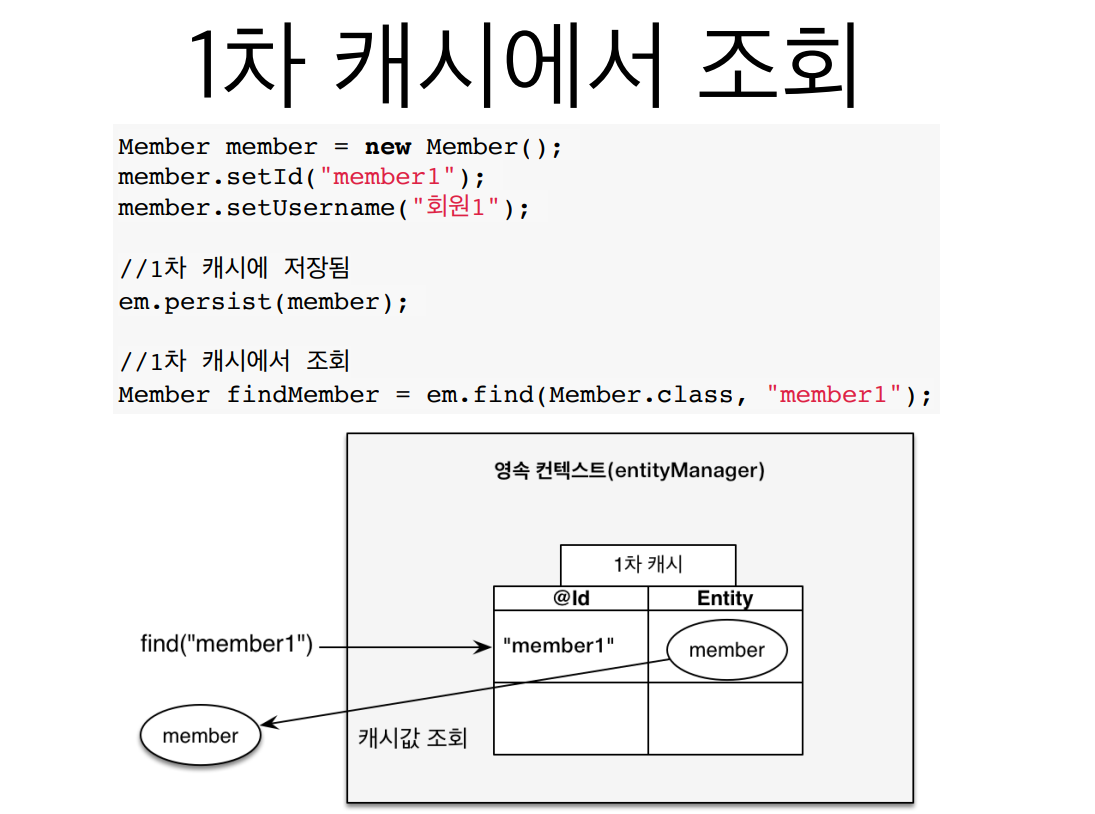 1차 캐시에서 조회
Member member = new Member();
member.setId("member1");
member.setUsername("회원1");
//1차 캐시에 저장됨
em.persist(member);
//1차 캐시에서 조회
Member findMember = em.find(Member.class, "member1");
영속 컨텍스트(entityManager)
1차 캐시
@Id Entity
find("member1") "member1" member
member 캐시값 조회